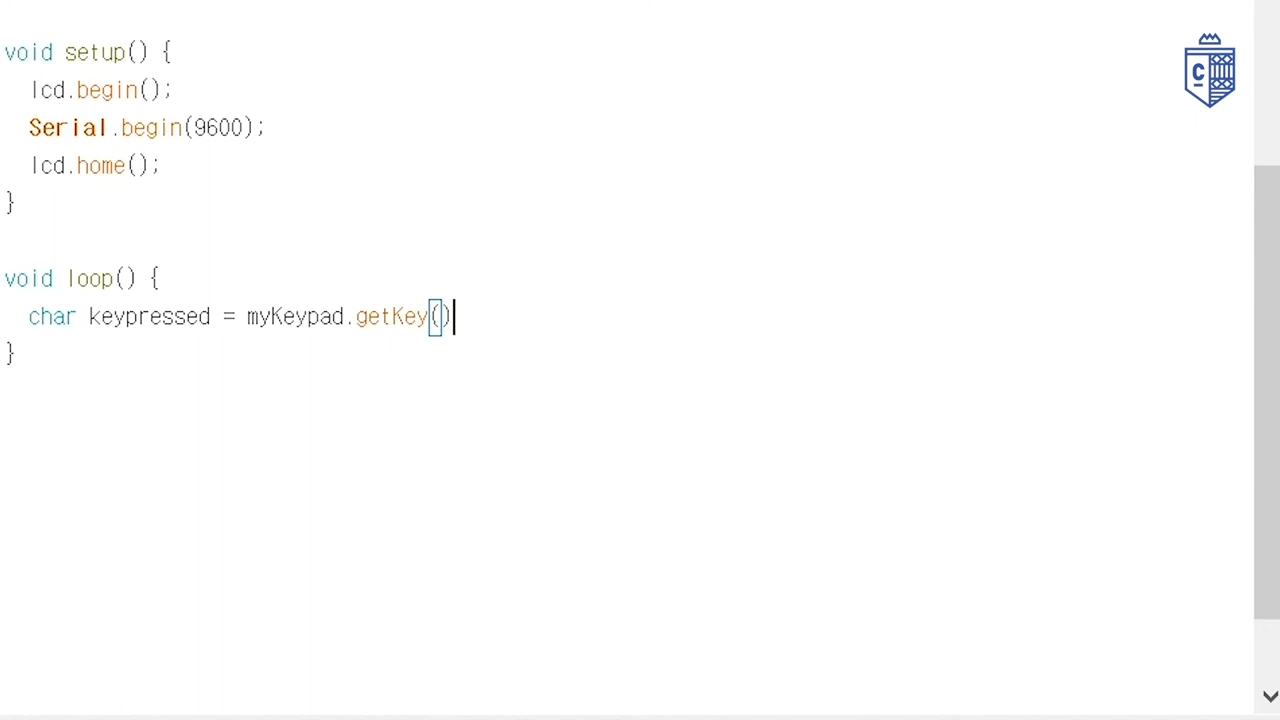 void setup() {
  lcd.begin();
  Serial.begin(9600);
  lcd.home();
}

void loop() {
  char keypressed = myKeypad.getKey()
}
C